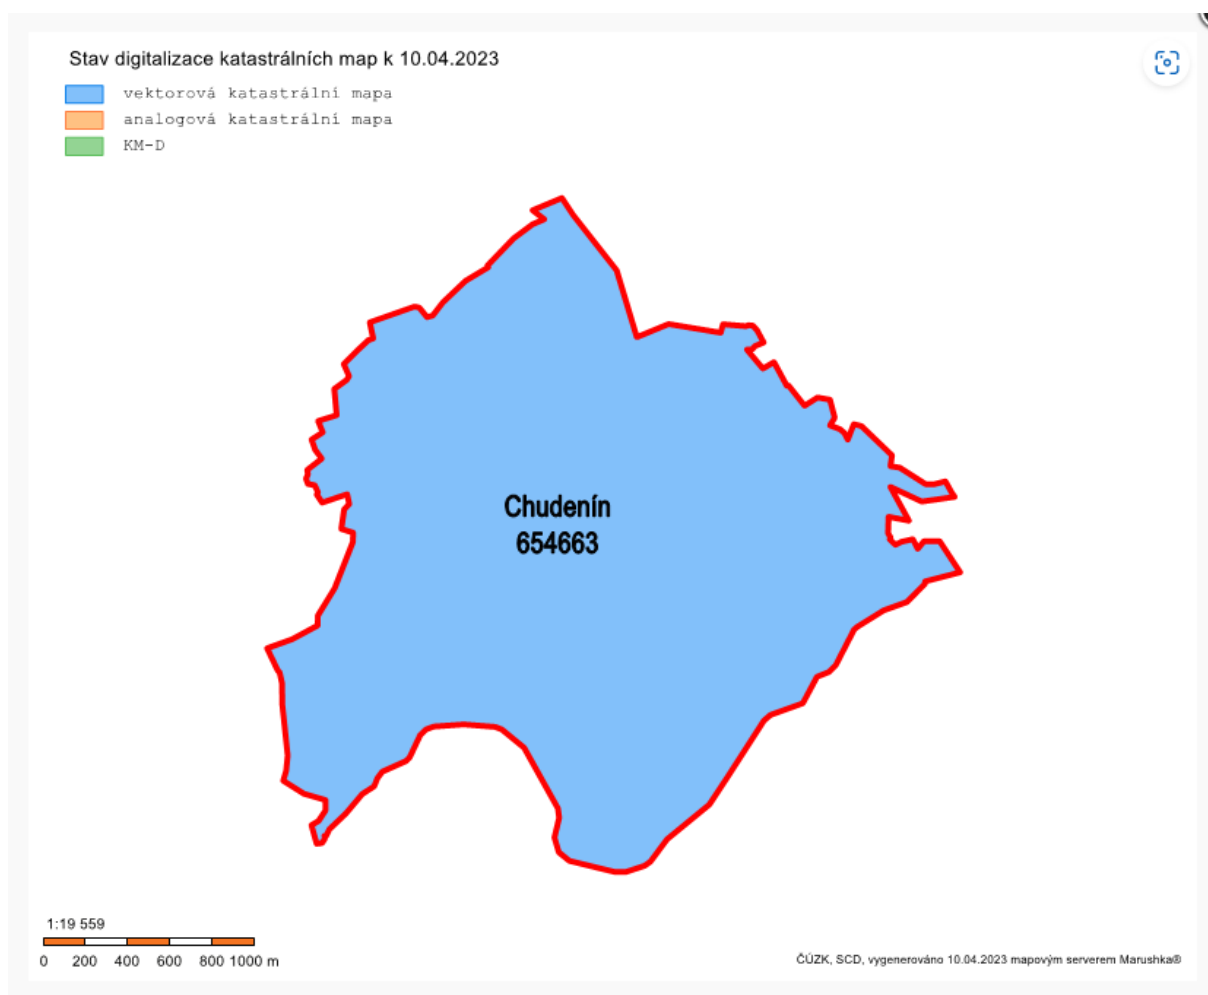 Stav digitalizace katastrálních map k 10.04.2023
vektorová katastrální mapa
analogová katastrální mapa
KM-D
Chudenín
654663
1:19 559
0 200 400 600 800 1000 m
ČÚZK, SCD, vygenerováno 10.04.2023 mapovým serverem Marushka®